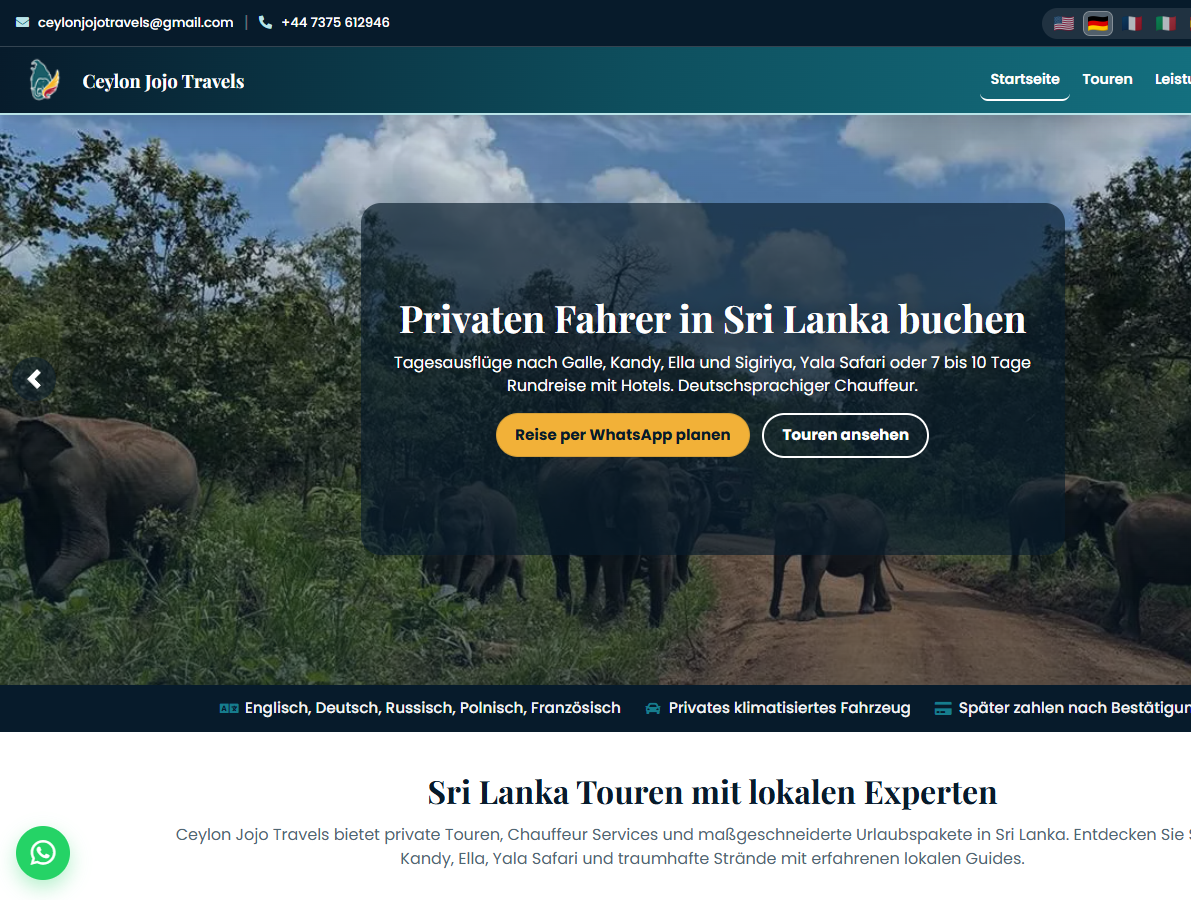 ceylonjojotravels@gmail.com | +44 7375 612946
Ceylon Jojo Travels
Startseite Touren
Privaten Fahrer in Sri Lanka buchen
Tagesausflüge nach Galle, Kandy, Ella und Sigiriya, Yala Safari oder 7 bis 10 Tage
Rundreise mit Hotels. Deutschsprachiger Chauffeur.
Reise per WhatsApp planen Touren ansehen
Englisch, Deutsch, Russisch, Polnisch, Französisch Privates klimatisiertes Fahrzeug Später zahlen nach
Sri Lanka Touren mit lokalen Experten
Ceylon Jojo Travels bietet private Touren, Chauffeur Services und maßgeschneiderte Urlaubspakete in Sri Lanka. Entdecken Sie
Kandy, Ella, Yala Safari und traumhafte Strände mit erfahrenen lokalen Guides.